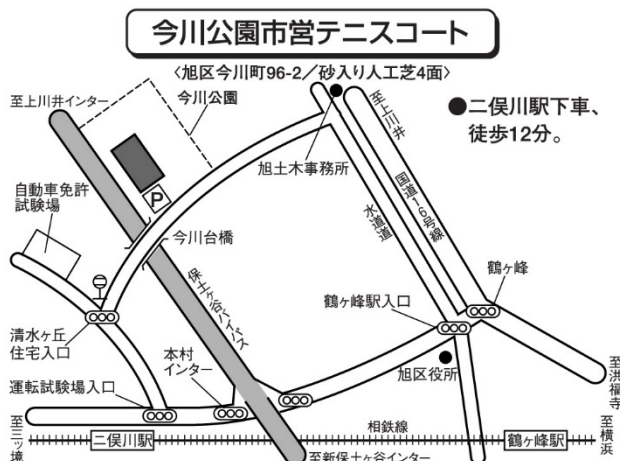 今川公園市営テニスコート
〈旭区今川町96-2／砂入り人工芝4面〉
至上川井インター
今川公園
至上川井
●二俣川駅下車、
徒歩12分。
旭土木事務所
P
自動車免許
試験場
国道16号線
水道道
今川台橋
鶴ヶ峰
保土ヶ谷バイパス
鶴ヶ峰駅入口
清水ヶ丘
住宅入口
本村
インター
旭区役所
至洪福寺
運転試験場入口
至三ッ境
二俣川駅
相鉄線
鶴ヶ峰駅
至横浜
至新保土ヶ谷インター